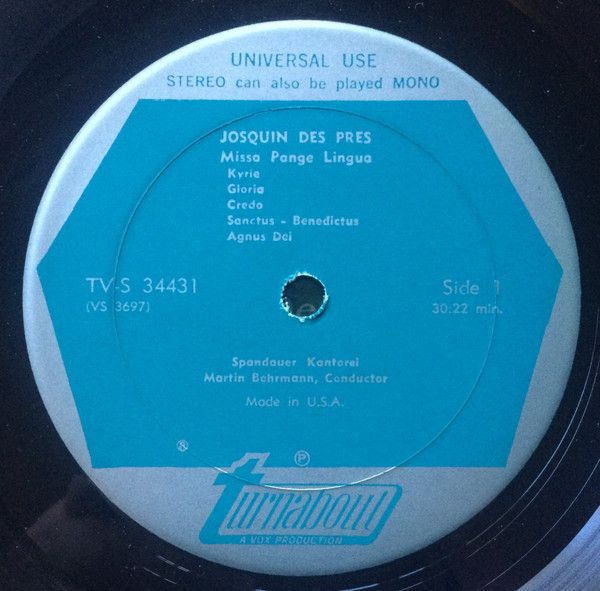 UNIVERSAL USE
STEREO can also be played MONO
JOSQUIN DES PRES
Missa Pange Lingua
Kyrie
Gloria
Credo
Sanctus - Benedictus
Agnus Dei
TV-S 34431
(VS 3697)
Side 1
30:22 min.
Spandauer Kantorei
Martin Behrmann, Conductor
Made in U.S.A.
℗
turnabout
A VOX PRODUCTION